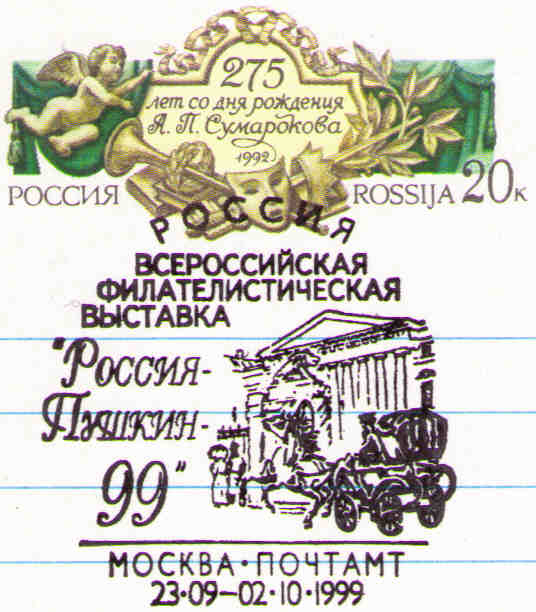 275
лет со дня рождения
А. П. Сумарокова
1992
РОССИЯ ROSSIJA 20к
РОССИЯ
ВСЕРОССИЙСКАЯ
ФИЛАТЕЛИСТИЧЕСКАЯ
ВЫСТАВКА
"РОССИЯ-
ПУШКИН-
99"
МОСКВА·ПОЧТАМТ
23·09–02·10·1999